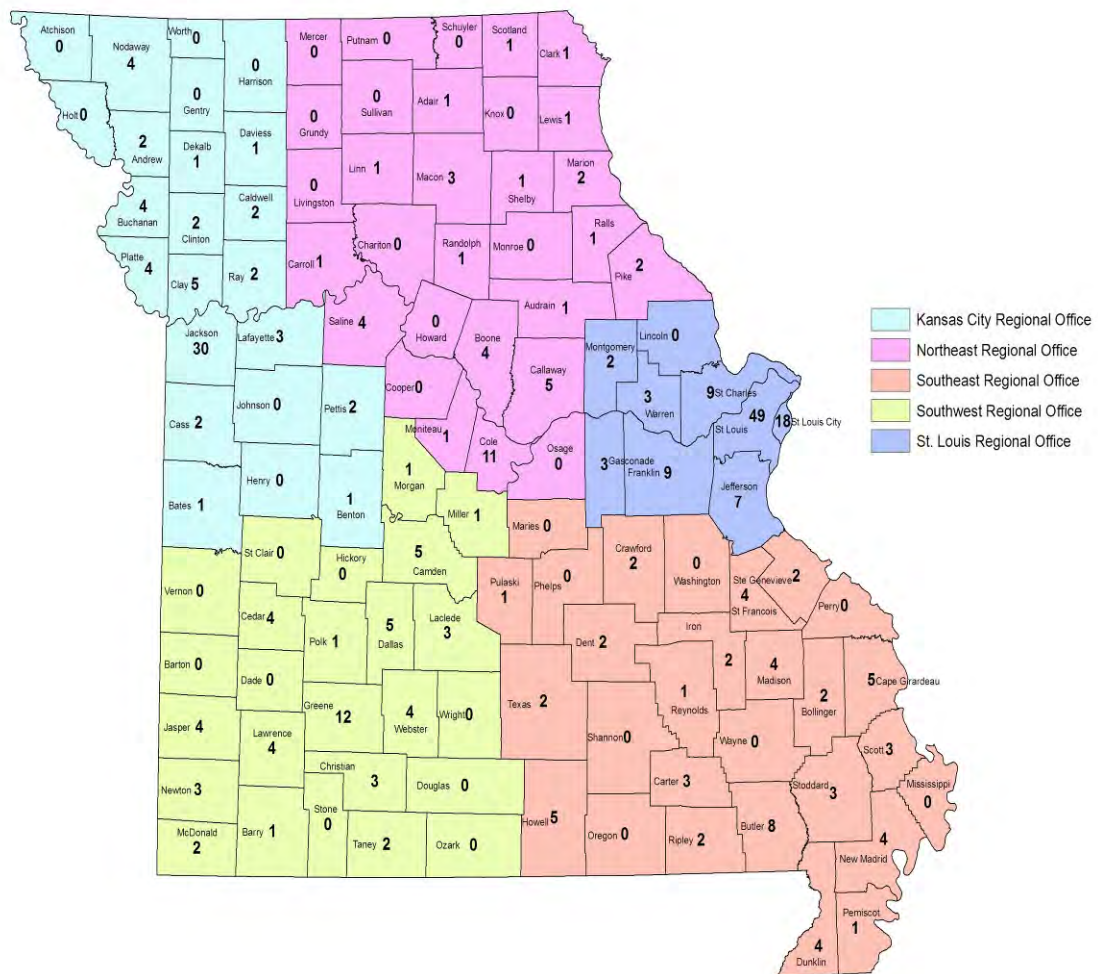 Atchison
0
Nodaway
4
Worth 0
0
Harrison
Mercer
0
Putnam 0
Schuyler
0
Scotland
1
Clark 1
Holt 0
0
Gentry
0
Grundy
0
Sullivan
Adair 1
Knox 0
Lewis 1
2
Andrew
Dekalb
1
Daviess
1
0
Livingston
Linn 1
Macon 3
1
Shelby
Marion
2
4
Buchanan
2
Clinton
Caldwell
2
Platte
4
Clay 5
Ray 2
Carroll 1
Chariton 0
Randolph
1
Monroe 0
Ralls
1
Pike 2
Audrain 1
Jackson
30
Lafayette 3
Saline 4
0
Howard
Boone
4
Callaway
5
Montgomery
2
Lincoln 0
3
Warren
9 St Charles
49
St Louis
18 St Louis City
Cass 2
Johnson 0
Pettis 2
Cooper 0
Moniteau
1
Cole
11
Osage
0
3 Gasconade
Franklin 9
Jefferson
7
Bates 1
Henry 0
1
Benton
1
Morgan
Miller 1
Maries 0
St Clair 0
Hickory
0
5
Camden
Pulaski
1
Phelps 0
Crawford
2
0
Washington
Ste Genevieve 2
4
St Francois
Perry 0
Vernon 0
Cedar 4
Polk 1
5
Dallas
Laclede
3
Dent 2
Iron
2
4
Madison
Barton 0
Dade 0
Greene
12
4
Webster
Wright 0
Texas 2
Shannon 0
1
Reynolds
Wayne 0
2
Bollinger
5 Cape Girardeau
Jasper 4
Lawrence
4
Christian
3
Douglas 0
Carter 3
Scott 3
Stoddard
3
Mississippi
0
Newton 3
McDonald
2
Barry 1
Stone
0
Taney 2
Ozark 0
Howell 5
Oregon 0
Ripley 2
Butler 8
4
New Madrid
Pemiscot
1
4
Dunklin
Kansas City Regional Office
Northeast Regional Office
Southeast Regional Office
Southwest Regional Office
St. Louis Regional Office